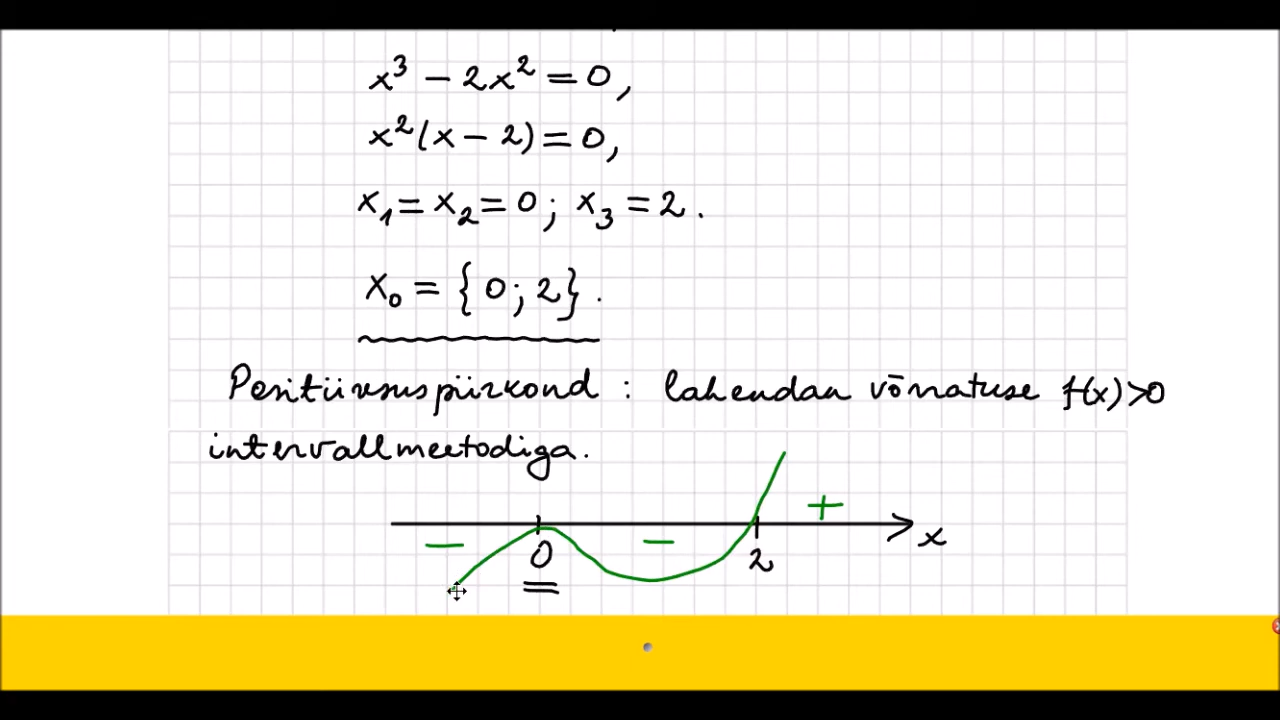 x³ − 2x² = 0,
x²(x − 2) = 0,
x₁ = x₂ = 0; x₃ = 2.
X₀ = {0; 2}.
Positiivsuspiirkond : lahendan võrratuse f(x)>0
intervallmeetodiga.
+
− −
0 2 x